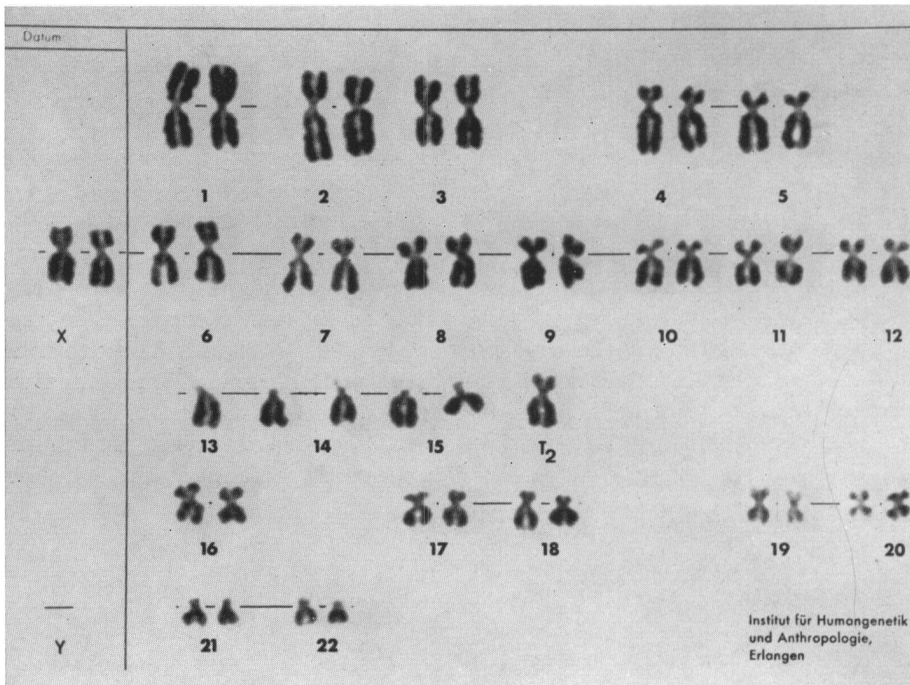 Datum
1 2 3 4 5
X 6 7 8 9 10 11 12
13 14 15 T2
16 17 18 19 20
Y 21 22
Institut für Humangenetik
und Anthropologie,
Erlangen